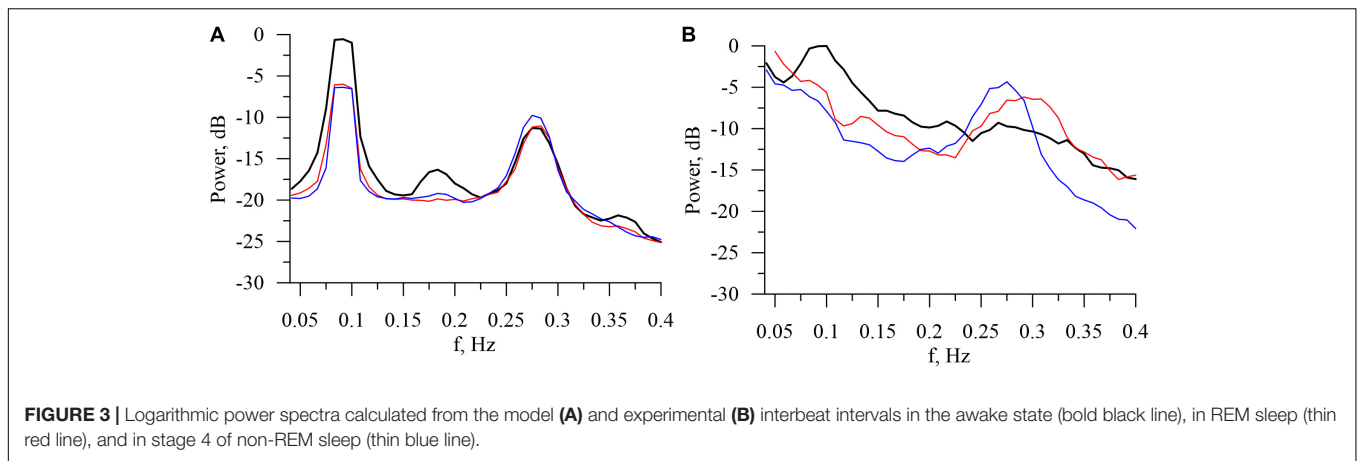 A
0
-5
-10
-15
-20
-25
-30
Power, dB
0.05 0.1 0.15 0.2 0.25 0.3 0.35 0.4
f, Hz
B
0
-5
-10
-15
-20
-25
-30
Power, dB
0.05 0.1 0.15 0.2 0.25 0.3 0.35 0.4
f, Hz
FIGURE 3 | Logarithmic power spectra calculated from the model (A) and experimental (B) interbeat intervals in the awake state (bold black line), in REM sleep (thin
red line), and in stage 4 of non-REM sleep (thin blue line).